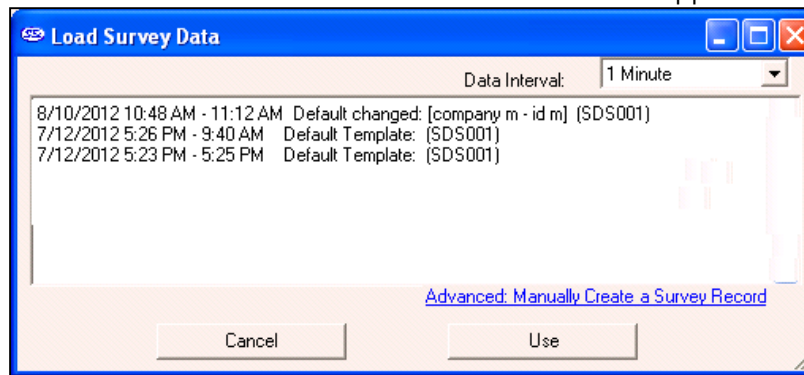 Load Survey Data
Data Interval: 1 Minute
8/10/2012 10:48 AM - 11:12 AM Default changed: [company m - id m] (SDS001)
7/12/2012 5:26 PM - 9:40 AM Default Template: (SDS001)
7/12/2012 5:23 PM - 5:25 PM Default Template: (SDS001)
Advanced: Manually Create a Survey Record
Cancel Use